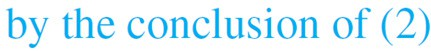 by the conclusion of (2)